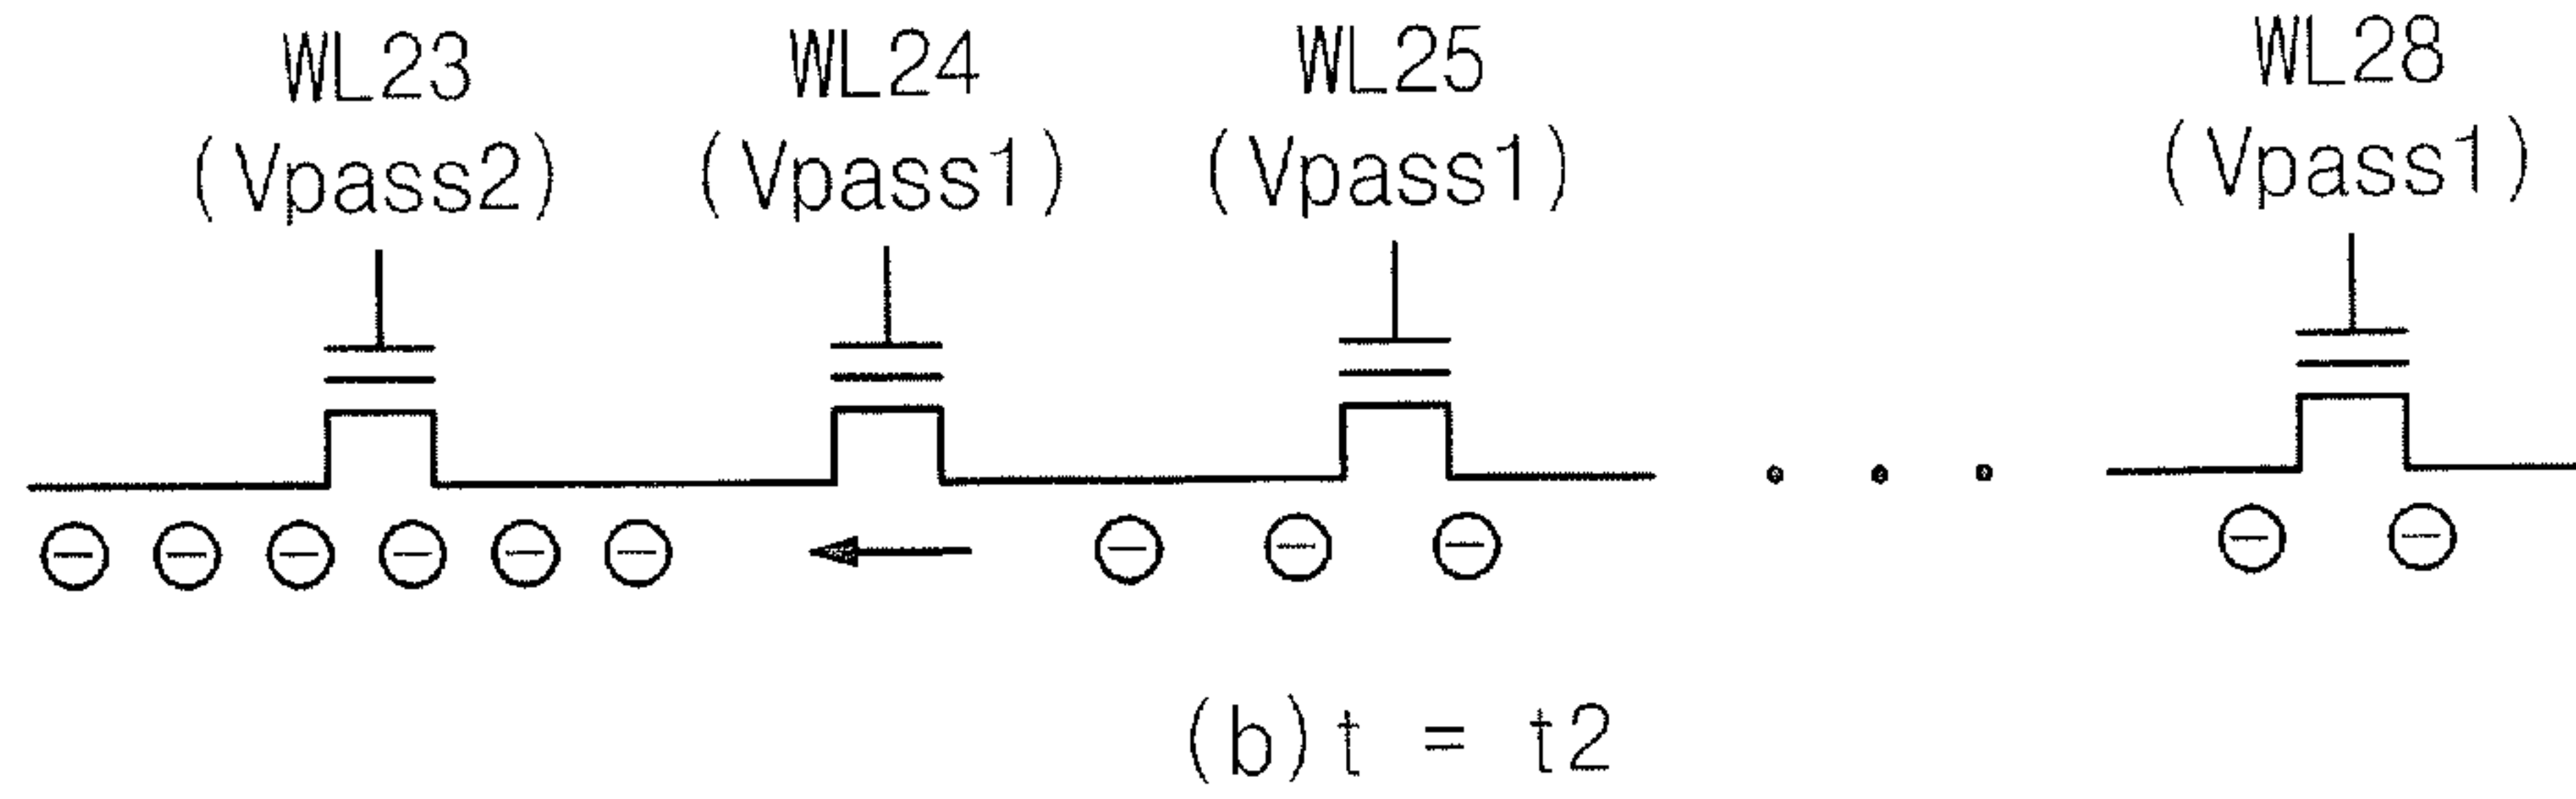 WL23 WL24 WL25 WL28
(Vpass2) (Vpass1) (Vpass1) (Vpass1)
(b) t = t2